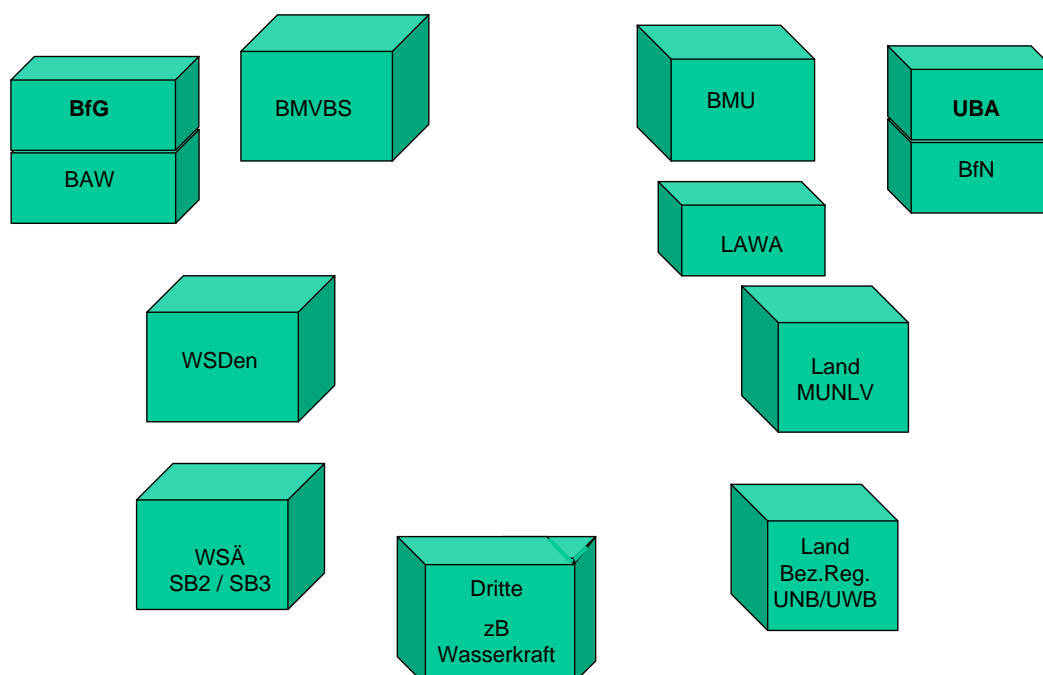 BfG
BMVBS
BMU
UBA
BAW
BfN
LAWA
WSDen
Land
MUNLV
WSÄ
SB2 / SB3
Dritte
zB
Wasserkraft
Land
Bez.Reg.
UNB/UWB